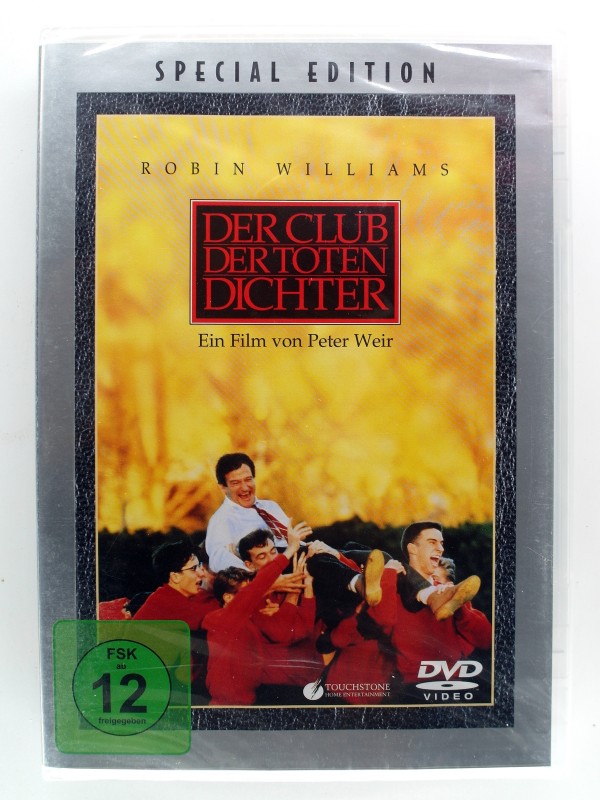 SPECIAL EDITION
ROBIN WILLIAMS
DER CLUB
DER TOTEN
DICHTER
Ein Film von Peter Weir
FSK
ab
12
freigegeben
TOUCHSTONE
HOME ENTERTAINMENT
DVD
VIDEO